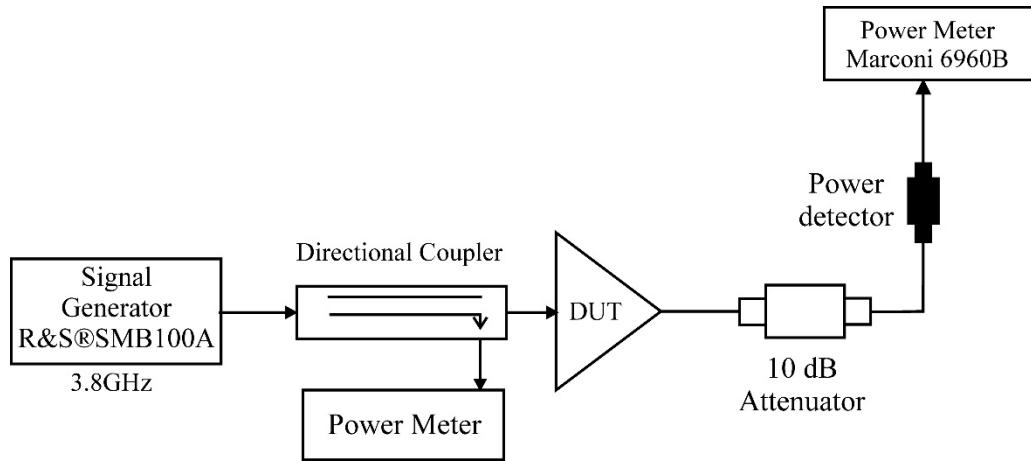 Power Meter
Marconi 6960B
Power
detector
Directional Coupler
Signal
Generator
R&S®SMB100A
3.8GHz
DUT
10 dB
Attenuator
Power Meter